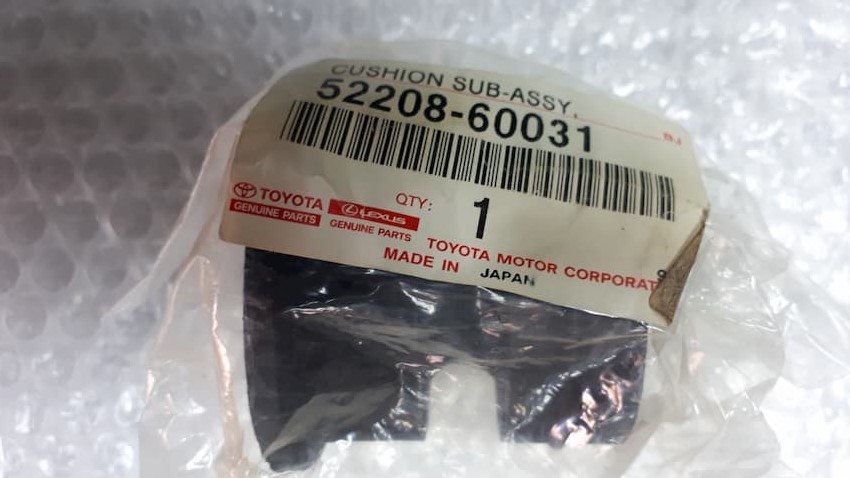 CUSHION SUB-ASSY,
52208-60031
RJ
TOYOTA
GENUINE PARTS
LEXUS
GENUINE PARTS
QTY: 1
TOYOTA MOTOR CORPORAT
MADE IN JAPAN